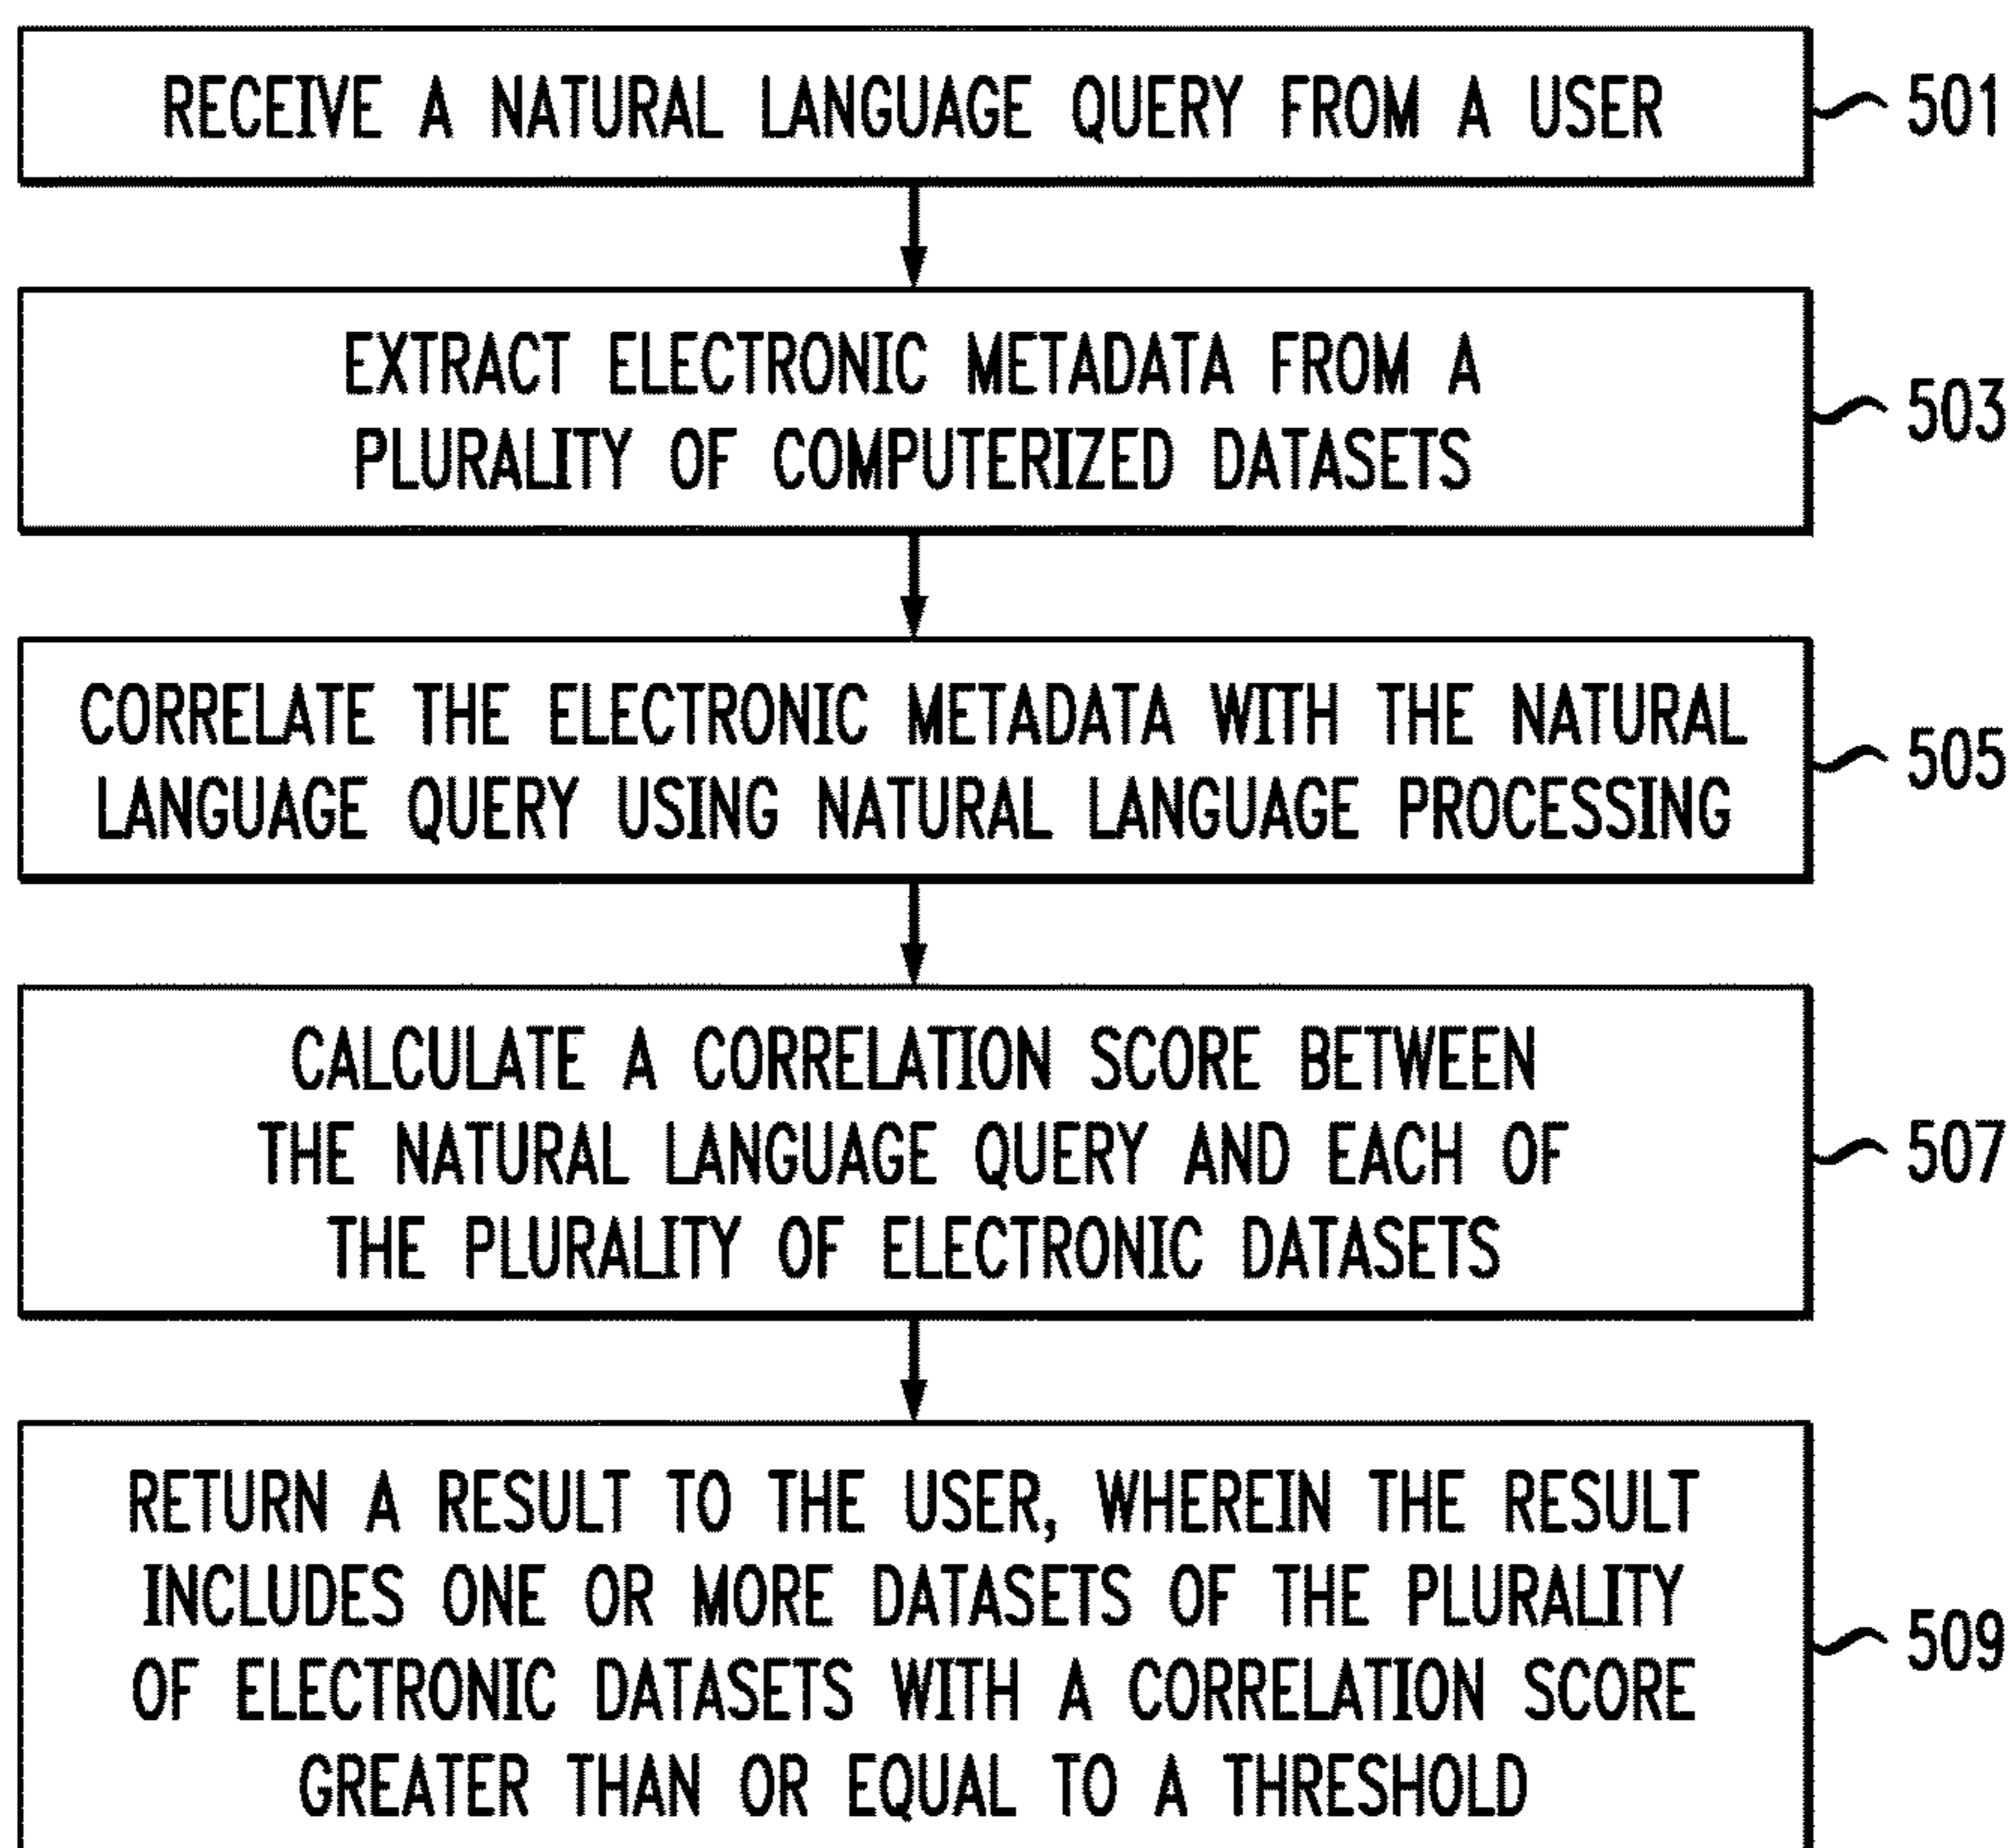 RECEIVE A NATURAL LANGUAGE QUERY FROM A USER
501
EXTRACT ELECTRONIC METADATA FROM A
PLURALITY OF COMPUTERIZED DATASETS
503
CORRELATE THE ELECTRONIC METADATA WITH THE NATURAL
LANGUAGE QUERY USING NATURAL LANGUAGE PROCESSING
505
CALCULATE A CORRELATION SCORE BETWEEN
THE NATURAL LANGUAGE QUERY AND EACH OF
THE PLURALITY OF ELECTRONIC DATASETS
507
RETURN A RESULT TO THE USER, WHEREIN THE RESULT
INCLUDES ONE OR MORE DATASETS OF THE PLURALITY
OF ELECTRONIC DATASETS WITH A CORRELATION SCORE
GREATER THAN OR EQUAL TO A THRESHOLD
509